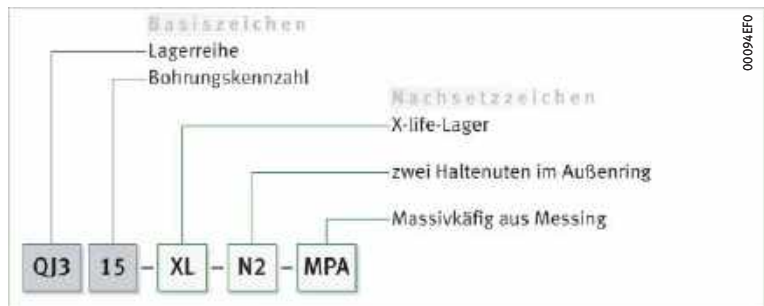 Basiszeichen
Lagerreihe
Bohrungskennzahl
Nachsetzzeichen
X-life-Lager
zwei Haltenuten im Außenring
Massivkäfig aus Messing
QJ3 15 – XL – N2 – MPA
00094EF0